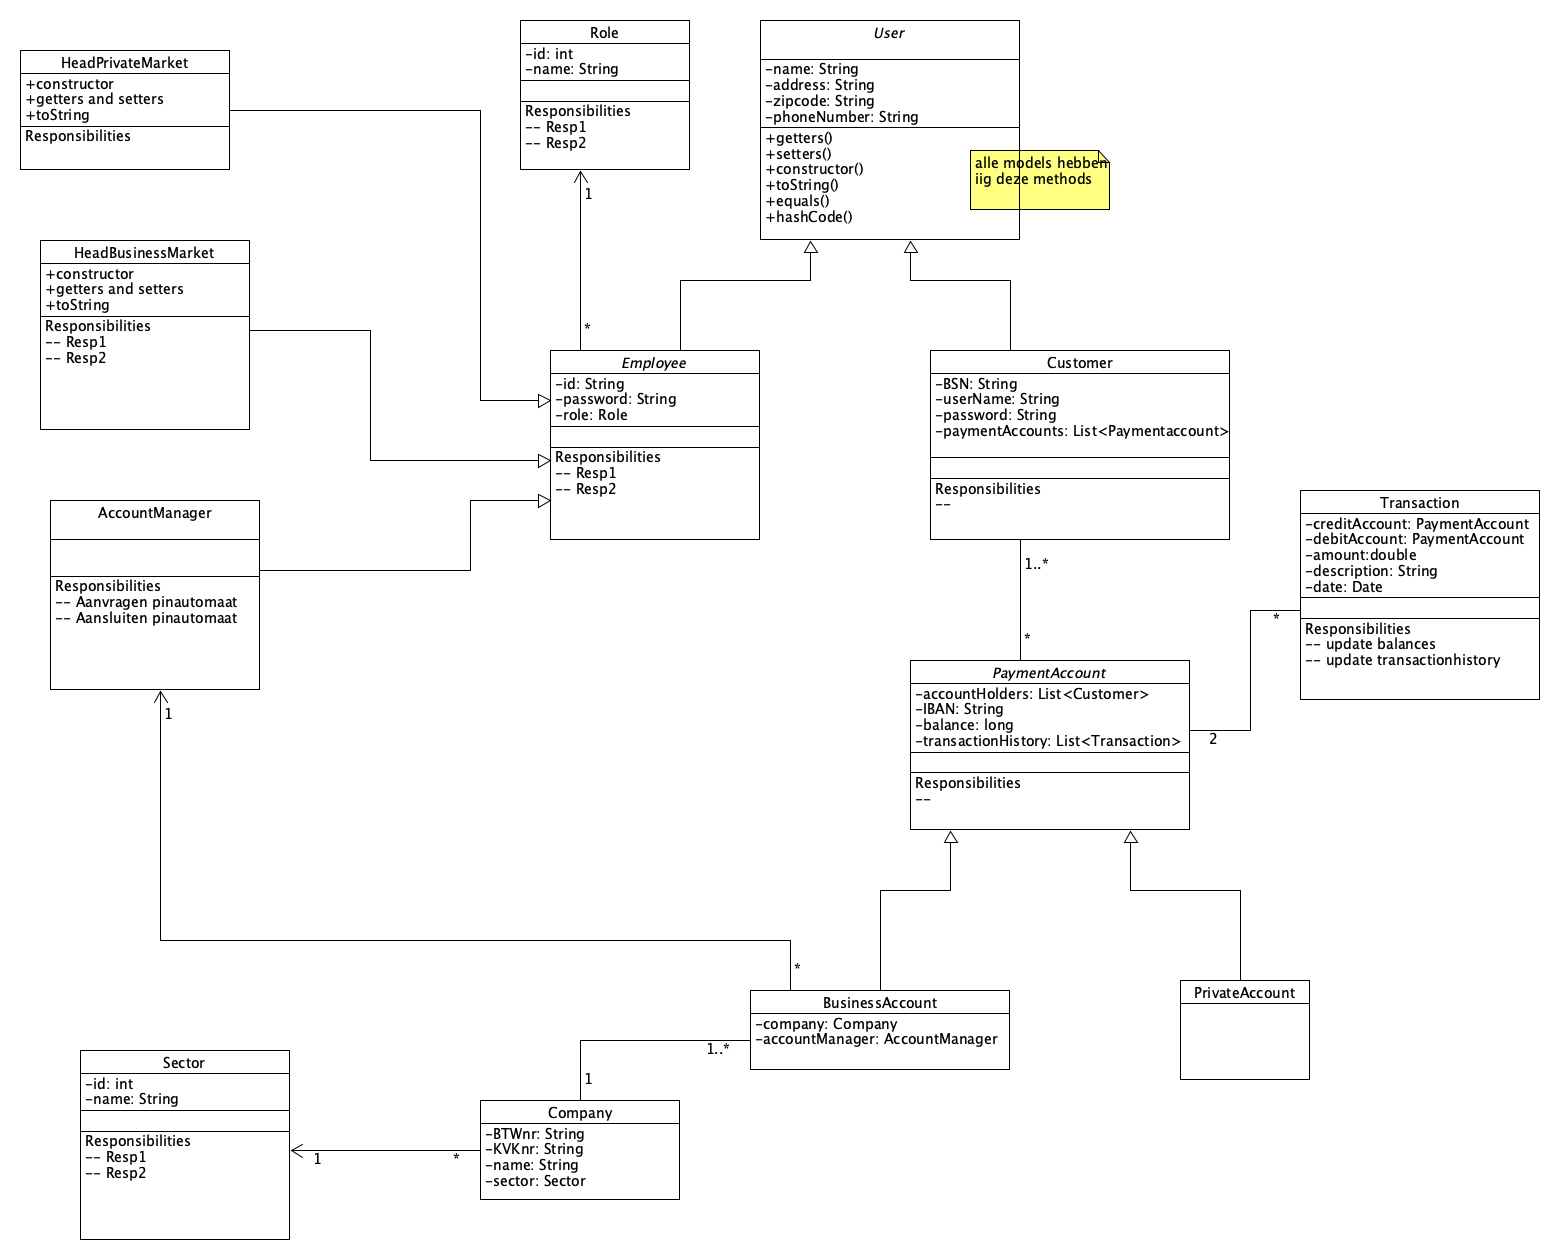 HeadPrivateMarket
+constructor
+getters and setters
+toString
Responsibilities
Role
-id: int
-name: String
Responsibilities
-- Resp1
-- Resp2
User
-name: String
-address: String
-zipcode: String
-phoneNumber: String
+getters()
+setters()
+constructor()
+toString()
+equals()
+hashCode()
alle models hebben
iig deze methods
1
*
HeadBusinessMarket
+constructor
+getters and setters
+toString
Responsibilities
-- Resp1
-- Resp2
Employee
-id: String
-password: String
-role: Role
Responsibilities
-- Resp1
-- Resp2
Customer
-BSN: String
-userName: String
-password: String
-paymentAccounts: List<Paymentaccount>
Responsibilities
--
AccountManager
Responsibilities
-- Aanvragen pinautomaat
-- Aansluiten pinautomaat
1
1..*
*
Transaction
-creditAccount: PaymentAccount
-debitAccount: PaymentAccount
-amount:double
-description: String
-date: Date
Responsibilities
-- update balances
-- update transactionhistory
*
2
PaymentAccount
-accountHolders: List<Customer>
-IBAN: String
-balance: long
-transactionHistory: List<Transaction>
Responsibilities
--
*
BusinessAccount
-company: Company
-accountManager: AccountManager
PrivateAccount
1..*
1
Sector
-id: int
-name: String
Responsibilities
-- Resp1
-- Resp2
1
*
Company
-BTWnr: String
-KVKnr: String
-name: String
-sector: Sector